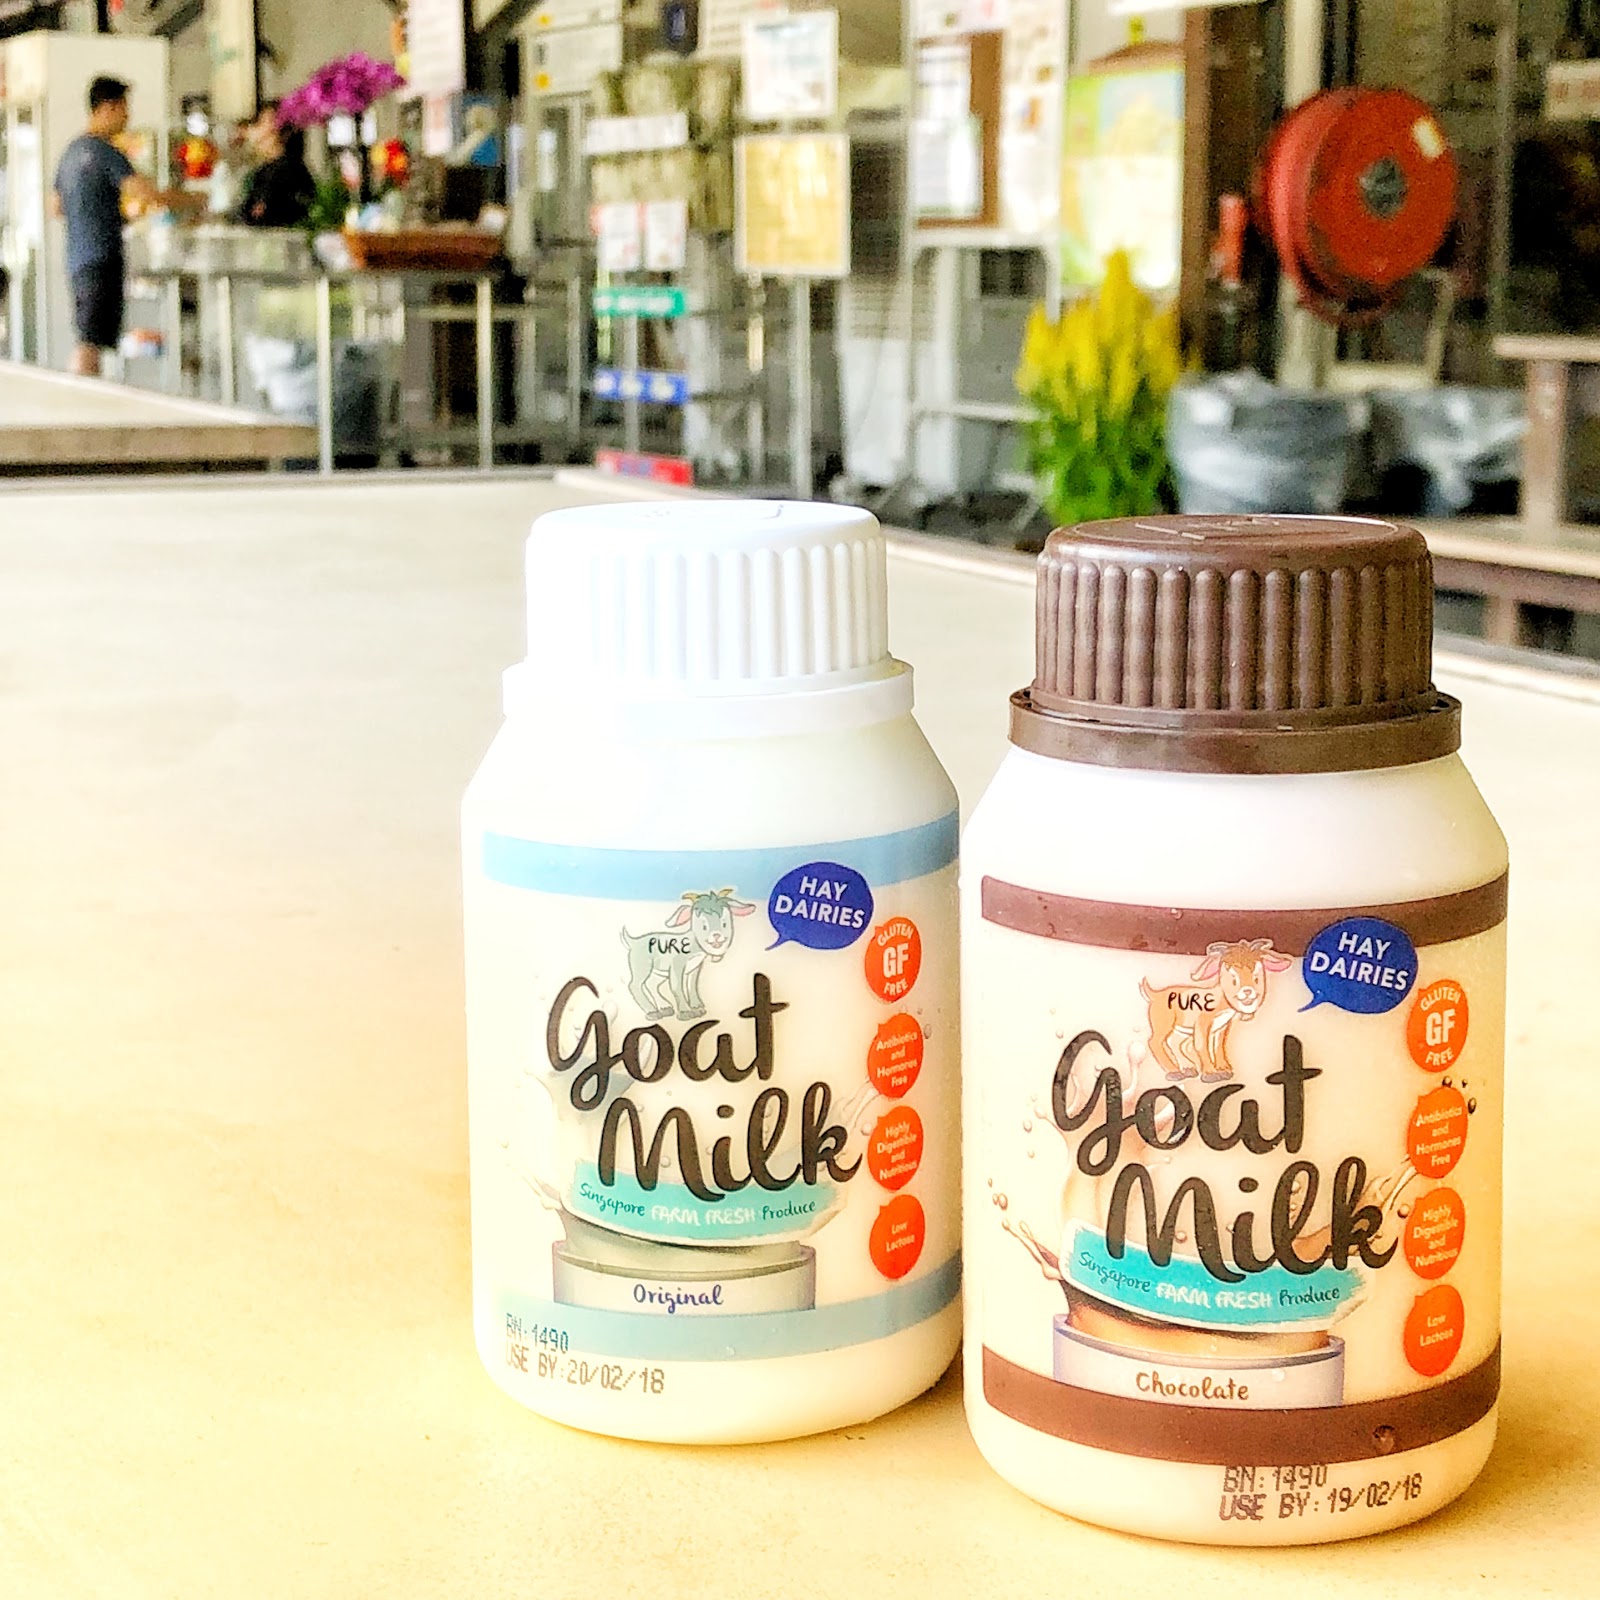 HAY
DAIRIES
PURE
Goat
Milk
Singapore FARM FRESH Produce
Original
GLUTEN
GF
FREE
Antibiotics
and
Hormones
Free
Highly
Digestible
and
Nutritious
Low
Lactose
BN:1490
USE BY:20/02/18
HAY
DAIRIES
PURE
Goat
Milk
Singapore FARM FRESH Produce
Chocolate
GLUTEN
GF
FREE
Antibiotics
and
Hormones
Free
Highly
Digestible
and
Nutritious
Low
Lactose
BN:1490
USE BY:19/02/18